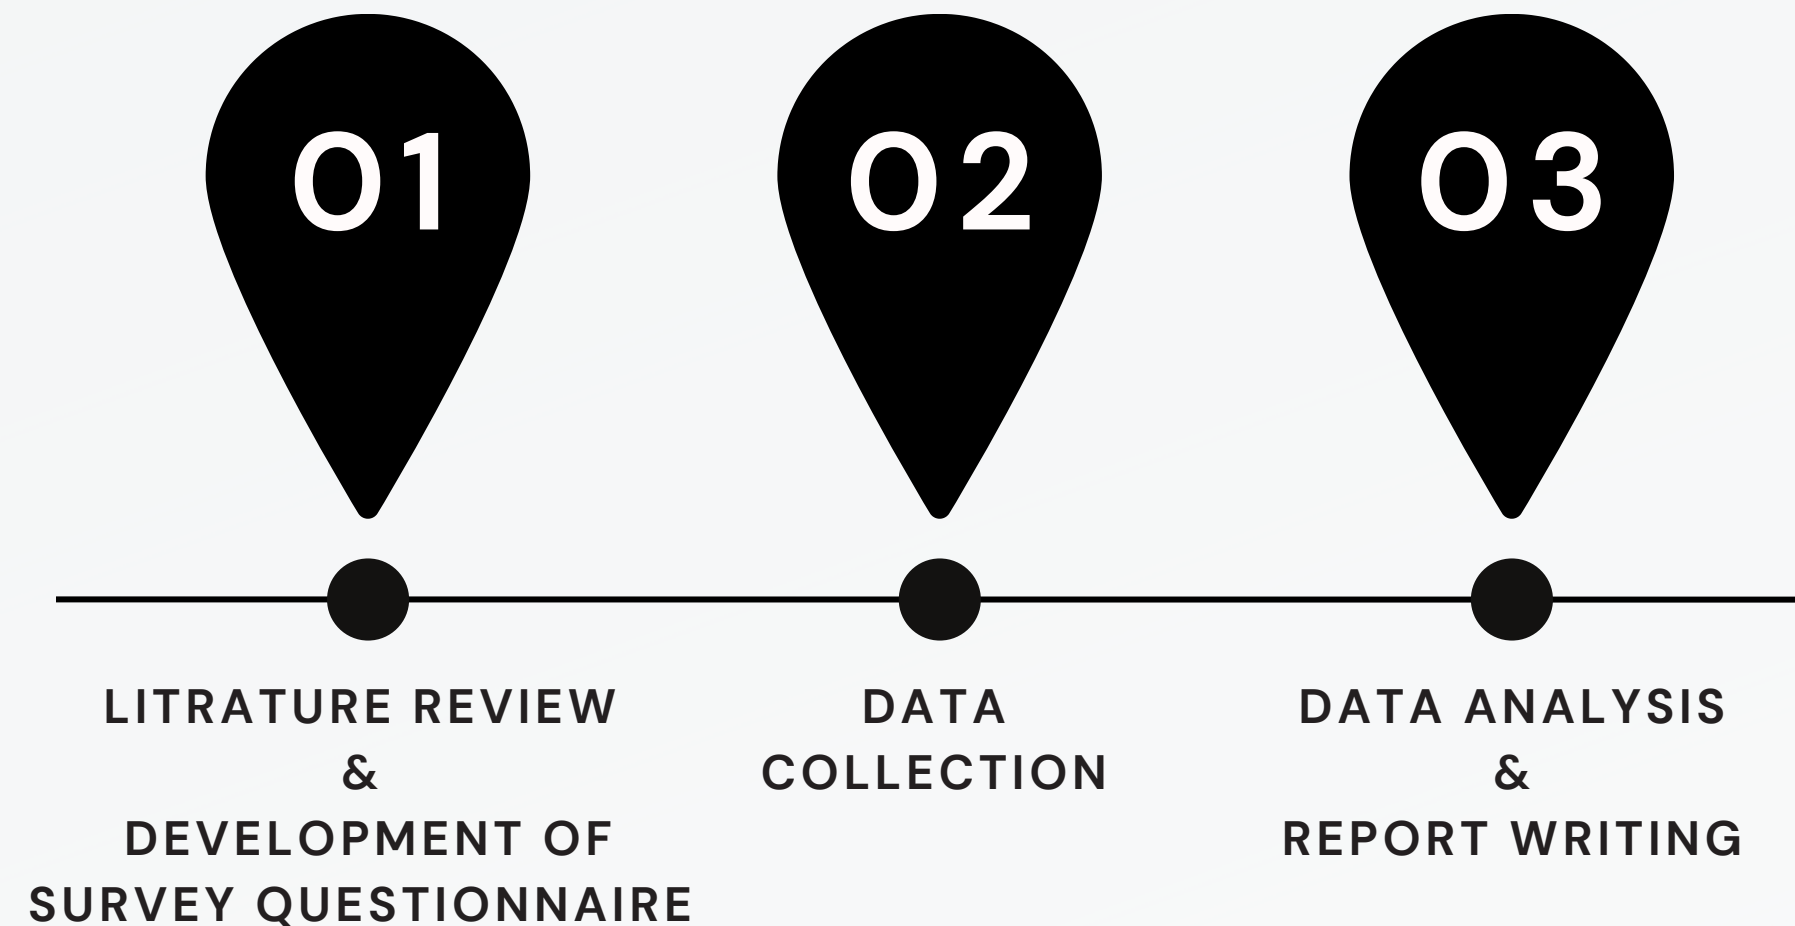 01
02
03
LITRATURE REVIEW
&
DEVELOPMENT OF
SURVEY QUESTIONNAIRE
DATA
COLLECTION
DATA ANALYSIS
&
REPORT WRITING